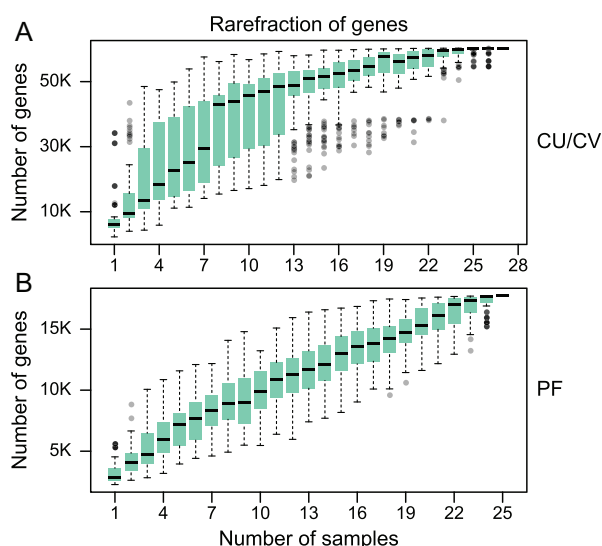 A
Rarefraction of genes
Number of genes
50K
30K
10K
CU/CV
1 4 7 10 13 16 19 22 25 28
B
Number of genes
15K
10K
5K
PF
1 4 7 10 13 16 19 22 25
Number of samples